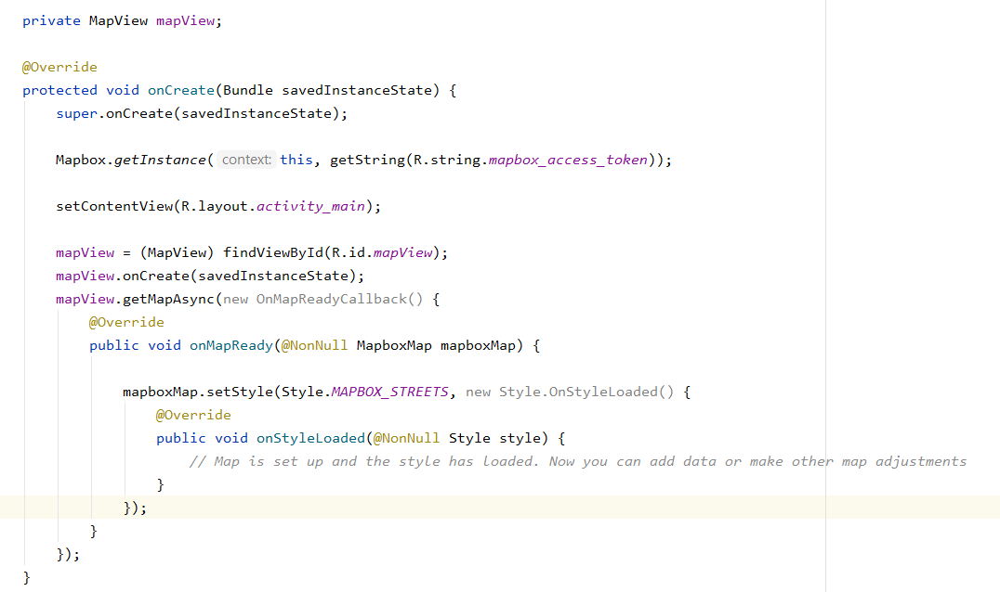 private MapView mapView;
@Override
protected void onCreate(Bundle savedInstanceState) {
super.onCreate(savedInstanceState);
Mapbox.getInstance( context: this, getString(R.string.mapbox_access_token));
setContentView(R.layout.activity_main);
mapView = (MapView) findViewById(R.id.mapView);
mapView.onCreate(savedInstanceState);
mapView.getMapAsync(new OnMapReadyCallback() {
@Override
public void onMapReady(@NonNull MapboxMap mapboxMap) {
mapboxMap.setStyle(Style.MAPBOX_STREETS, new Style.OnStyleLoaded() {
@Override
public void onStyleLoaded(@NonNull Style style) {
// Map is set up and the style has loaded. Now you can add data or make other map adjustments
}
});
}
});
}